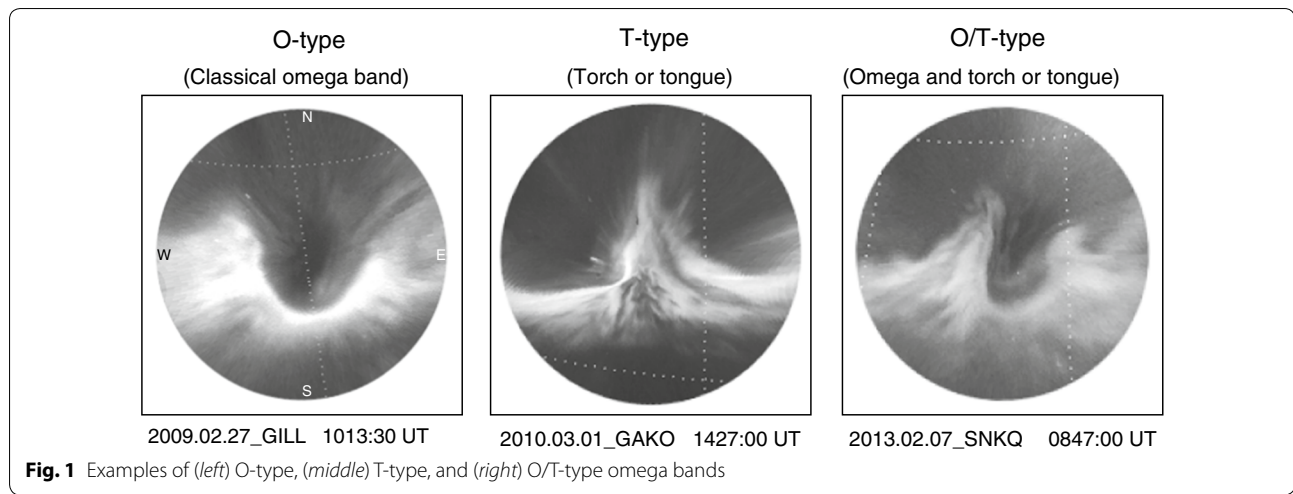 O-type
(Classical omega band)
T-type
(Torch or tongue)
O/T-type
(Omega and torch or tongue)
N
W
E
S
2009.02.27_GILL 1013:30 UT
2010.03.01_GAKO 1427:00 UT
2013.02.07_SNKQ 0847:00 UT
Fig. 1 Examples of (left) O-type, (middle) T-type, and (right) O/T-type omega bands